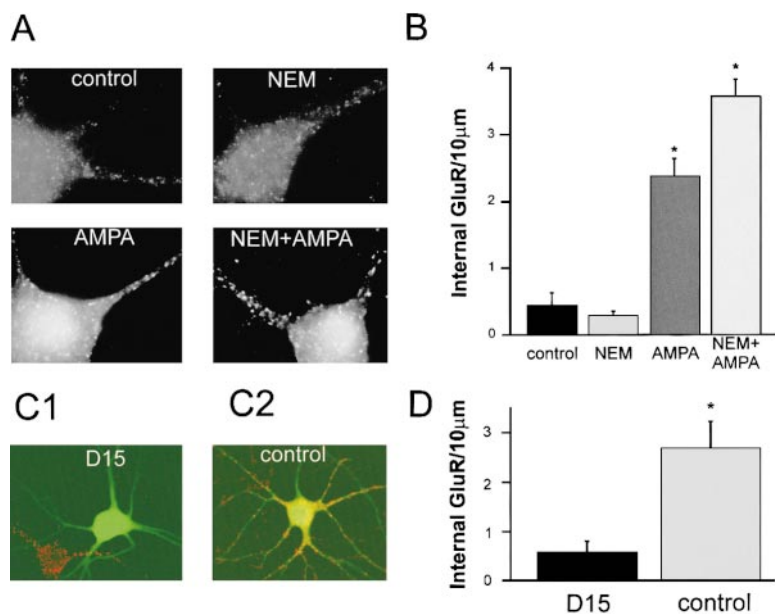 A
control
NEM
AMPA
NEM+AMPA
B
Internal GluR/10μm
4
3
2
1
0
*
*
control
NEM
AMPA
NEM+
AMPA
C1
D15
C2
control
D
Internal GluR/10μm
3
2
1
0
*
D15
control